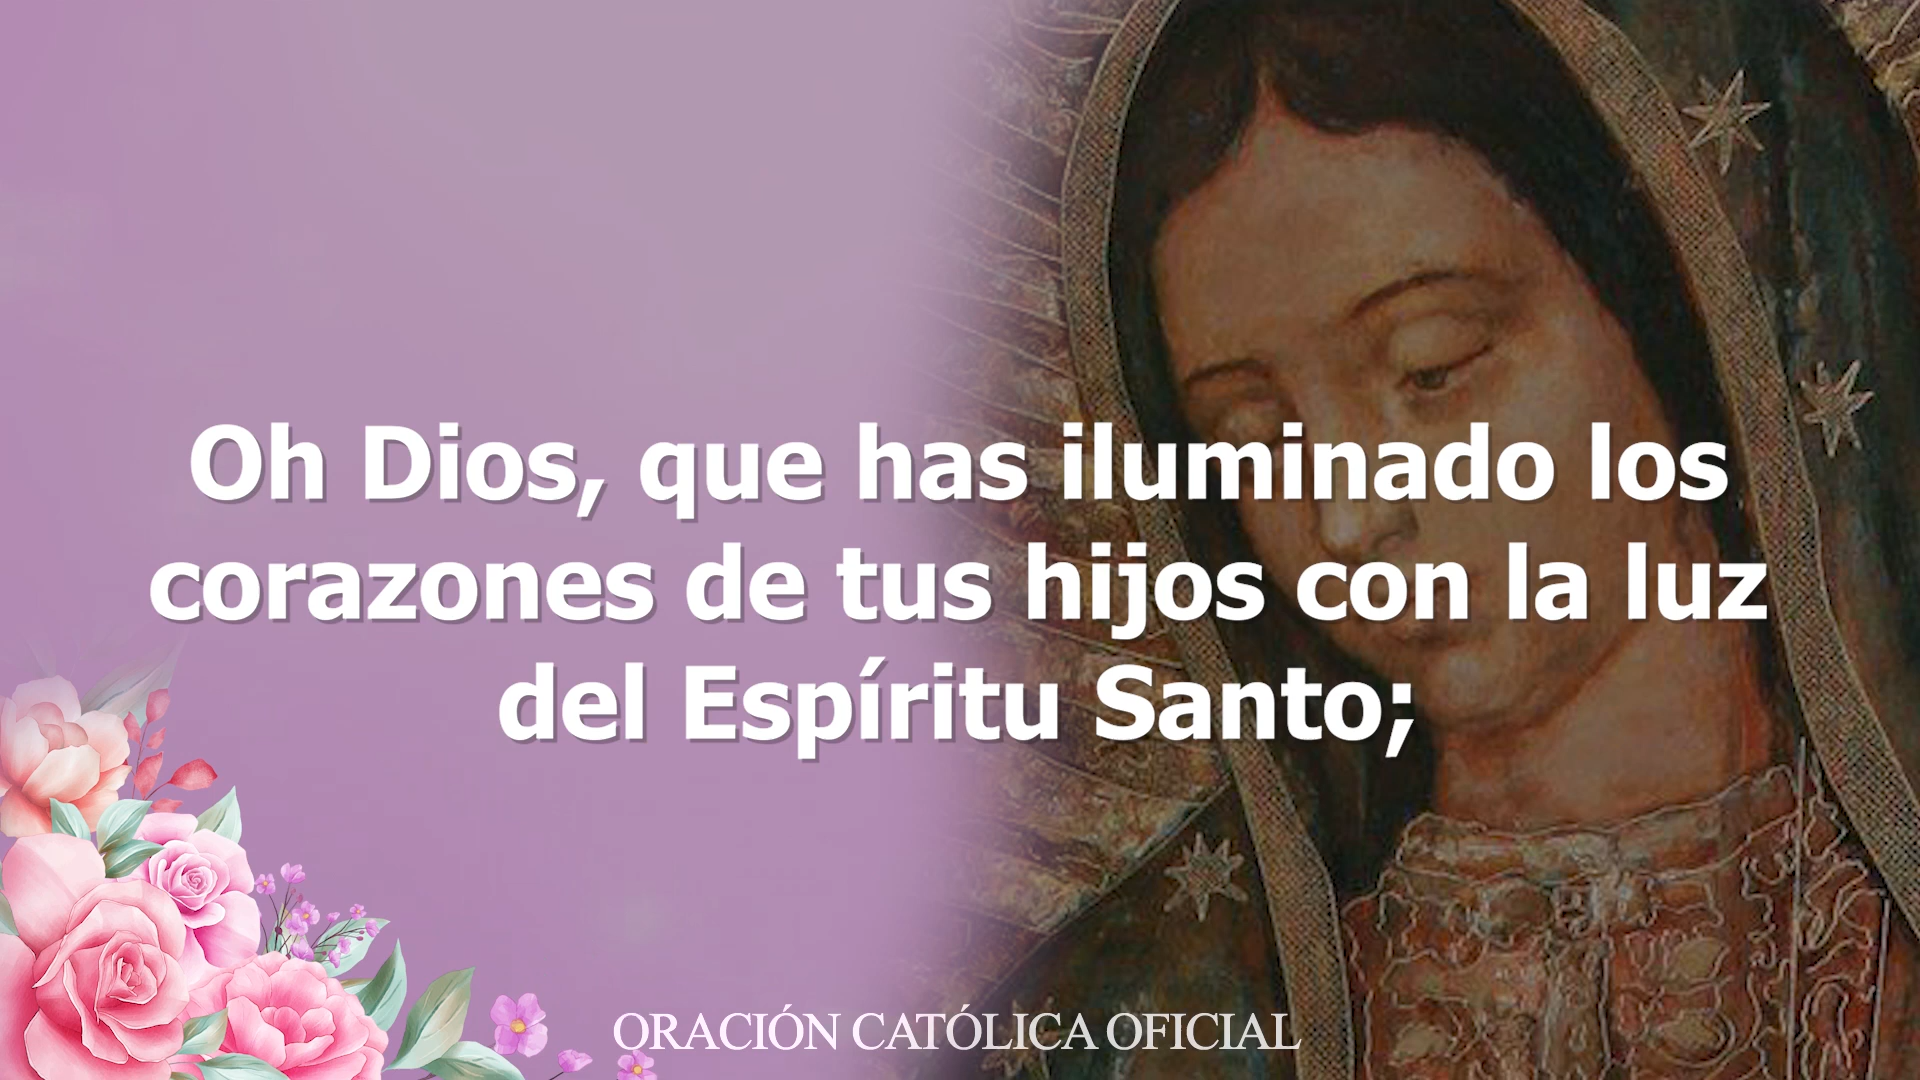 Oh Dios, que has iluminado los
corazones de tus hijos con la luz
del Espíritu Santo;
ORACIÓN CATÓLICA OFICIAL